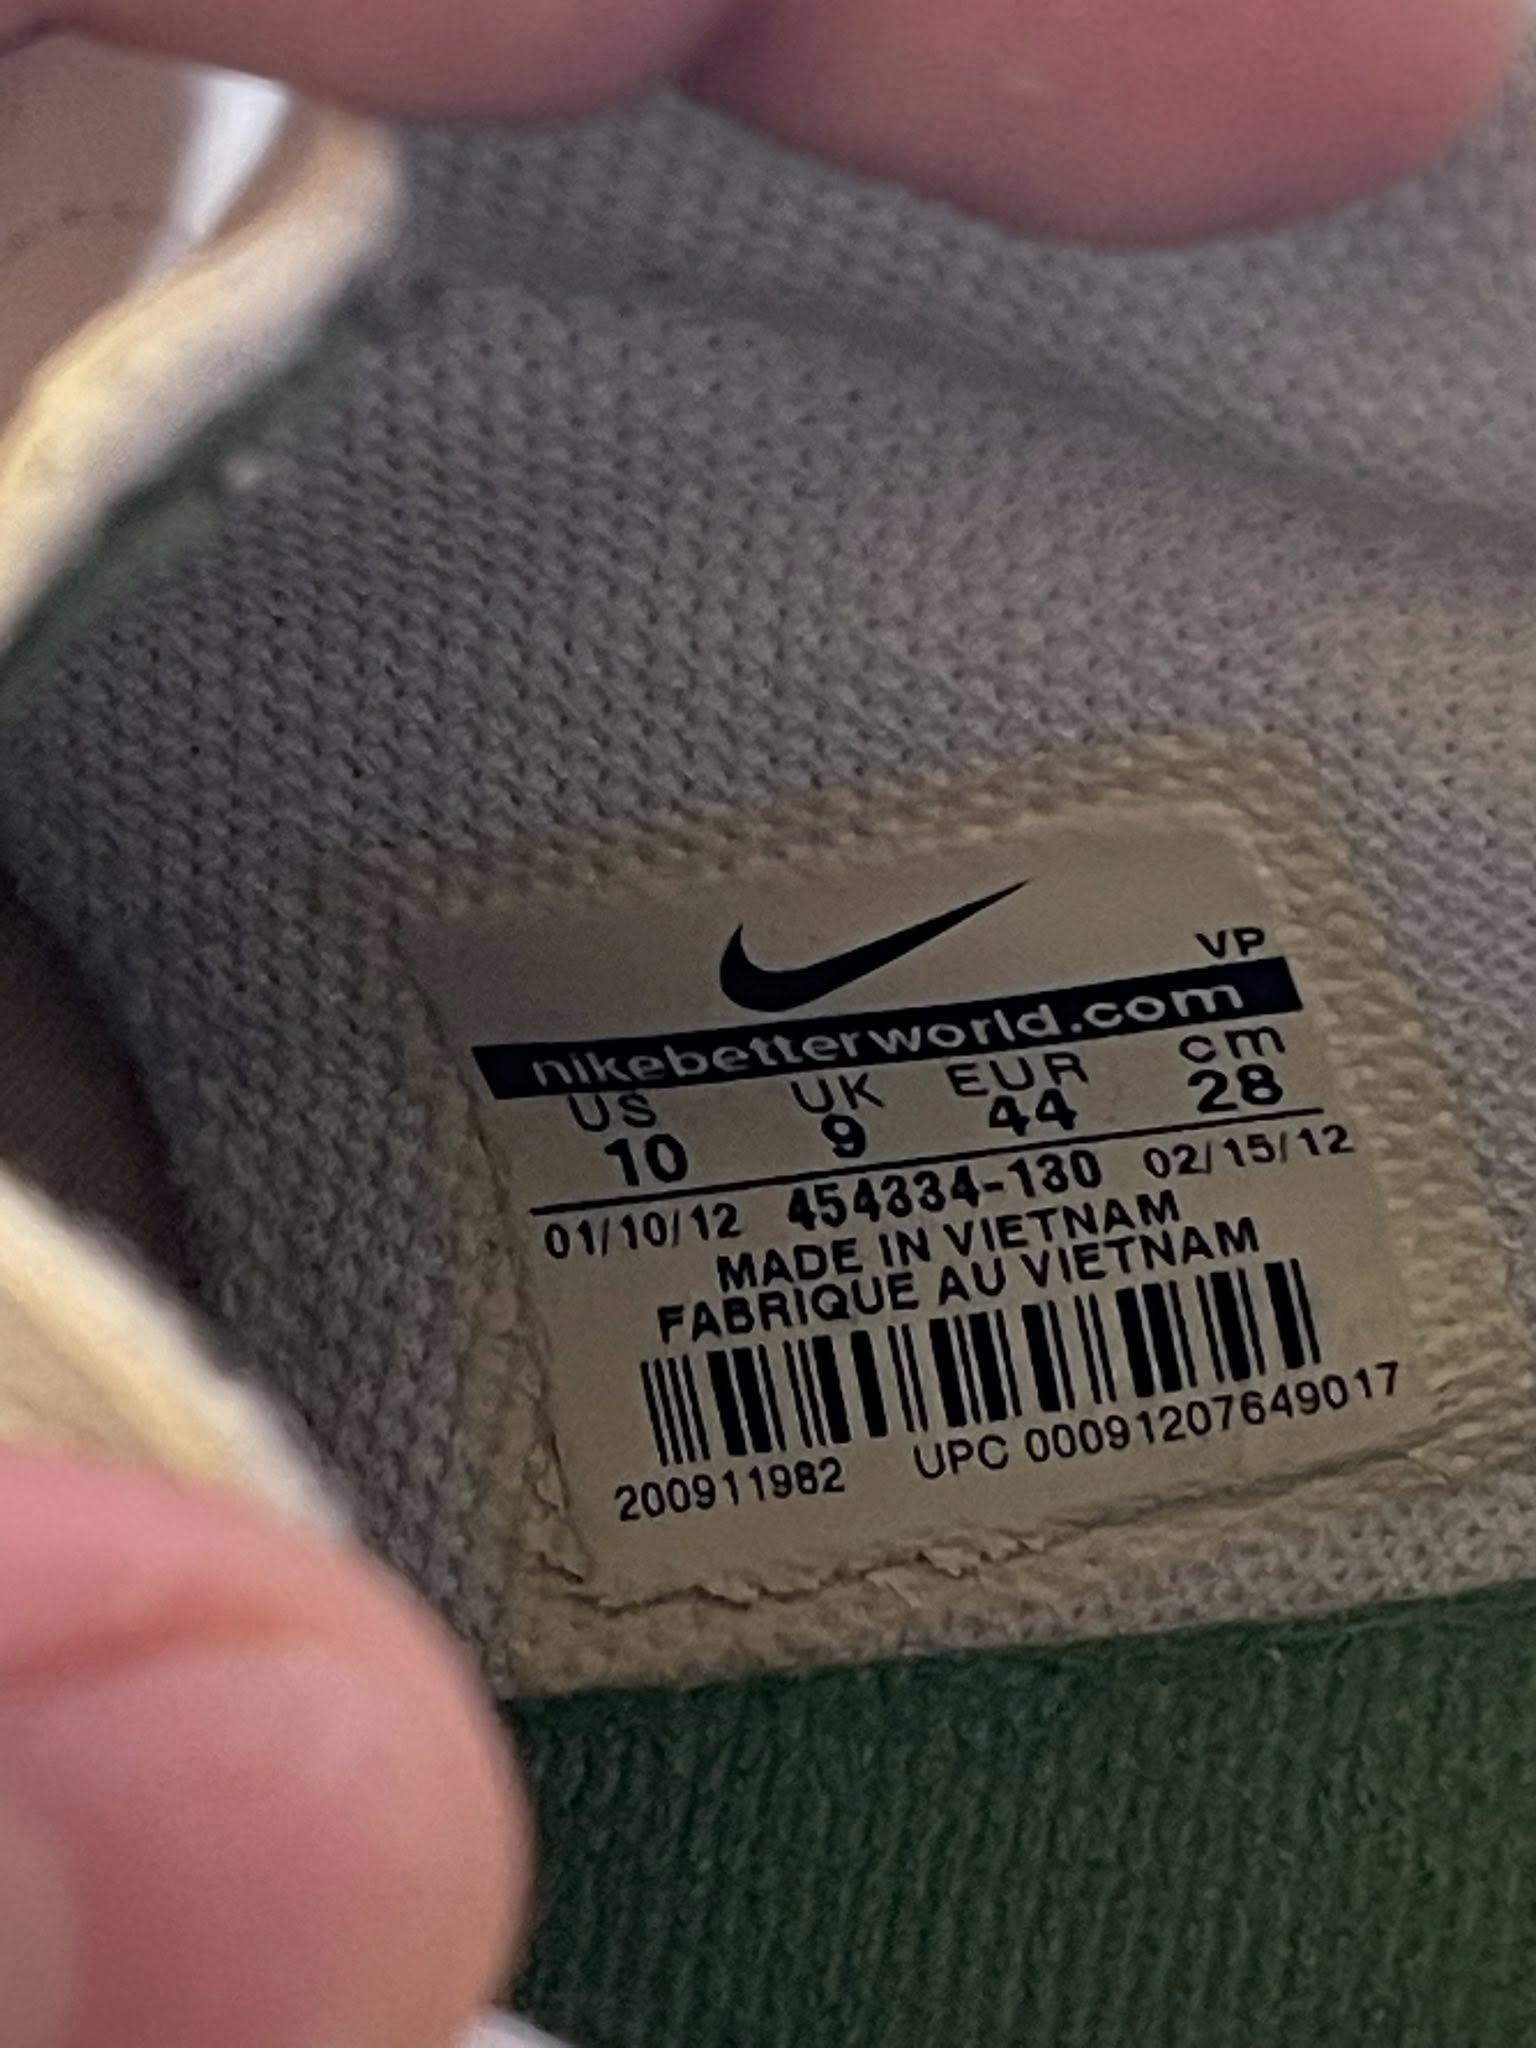 VP
nikebetterworld.com
US UK EUR cm
10 9 44 28
01/10/12 454334-130 02/15/12
MADE IN VIETNAM
FABRIQUE AU VIETNAM
200911982 UPC 00091207649017